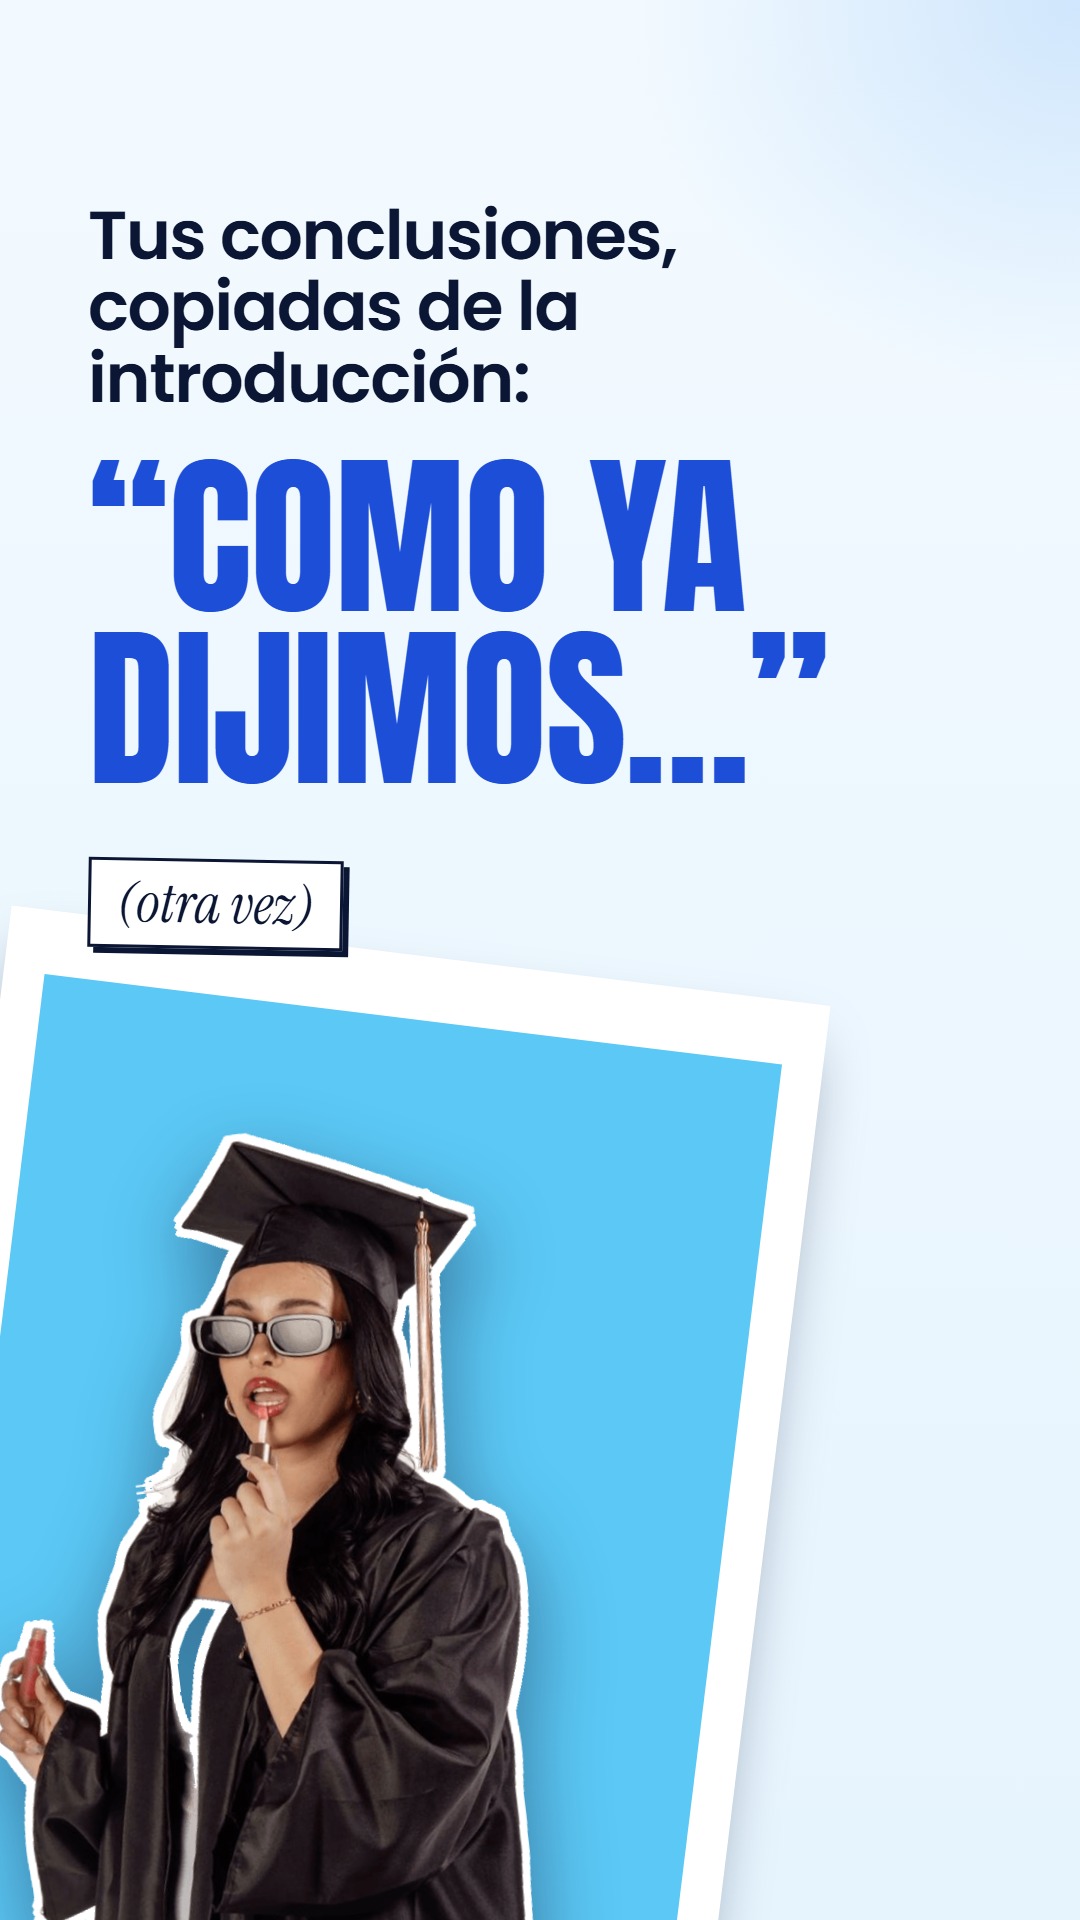 Tus conclusiones,
copiadas de la
introducción:
“COMO YA
DIJIMOS...”
(otra vez)